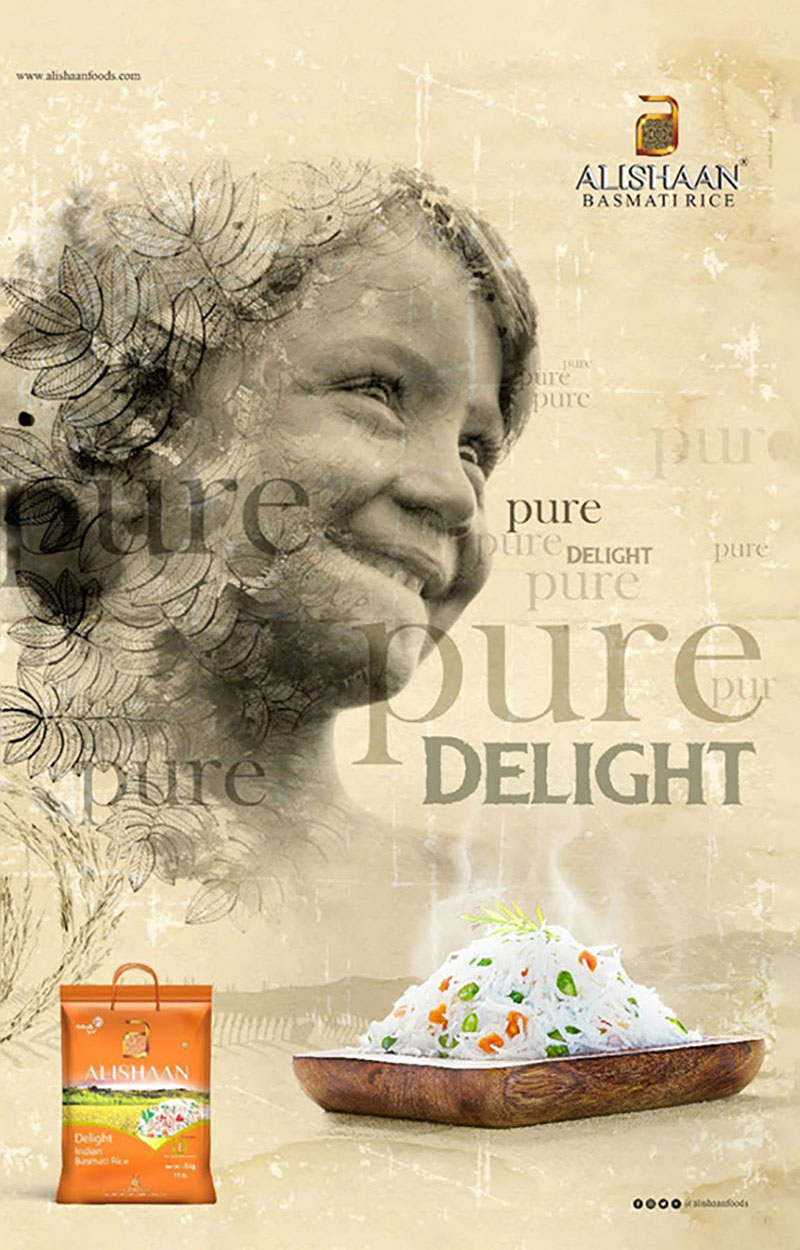 www.alishaanfoods.com
ALISHAAN®
BASMATI RICE
pure
pure
pure
pure
pure
pure
pure
DELIGHT
pure
pure
pure
pur
DELIGHT
pure
ALISHAAN
Delight
Indian
Basmati Rice
@alishaanfoods